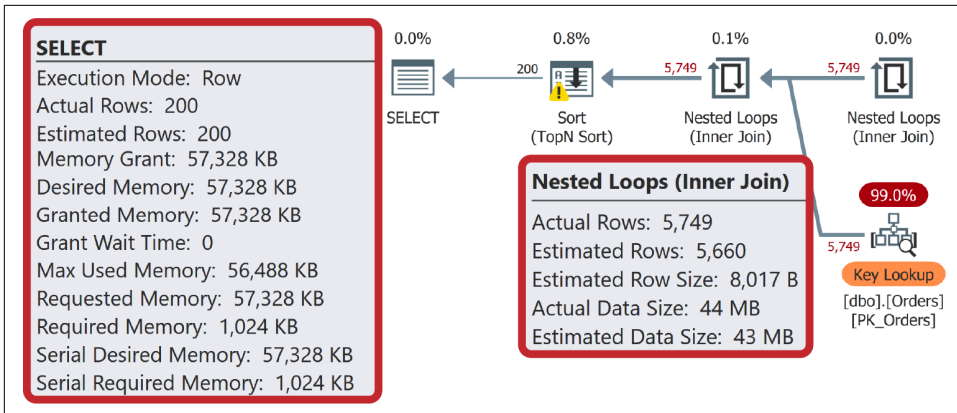 SELECT
Execution Mode: Row
Actual Rows: 200
Estimated Rows: 200
Memory Grant: 57,328 KB
Desired Memory: 57,328 KB
Granted Memory: 57,328 KB
Grant Wait Time: 0
Max Used Memory: 56,488 KB
Requested Memory: 57,328 KB
Required Memory: 1,024 KB
Serial Desired Memory: 57,328 KB
Serial Required Memory: 1,024 KB
0.0%
SELECT
200
0.8%
Sort
(TopN Sort)
5,749
0.1%
Nested Loops
(Inner Join)
5,749
0.0%
Nested Loops
(Inner Join)
Nested Loops (Inner Join)
Actual Rows: 5,749
Estimated Rows: 5,660
Estimated Row Size: 8,017 B
Actual Data Size: 44 MB
Estimated Data Size: 43 MB
99.0%
5,749
Key Lookup
[dbo].[Orders]
[PK_Orders]